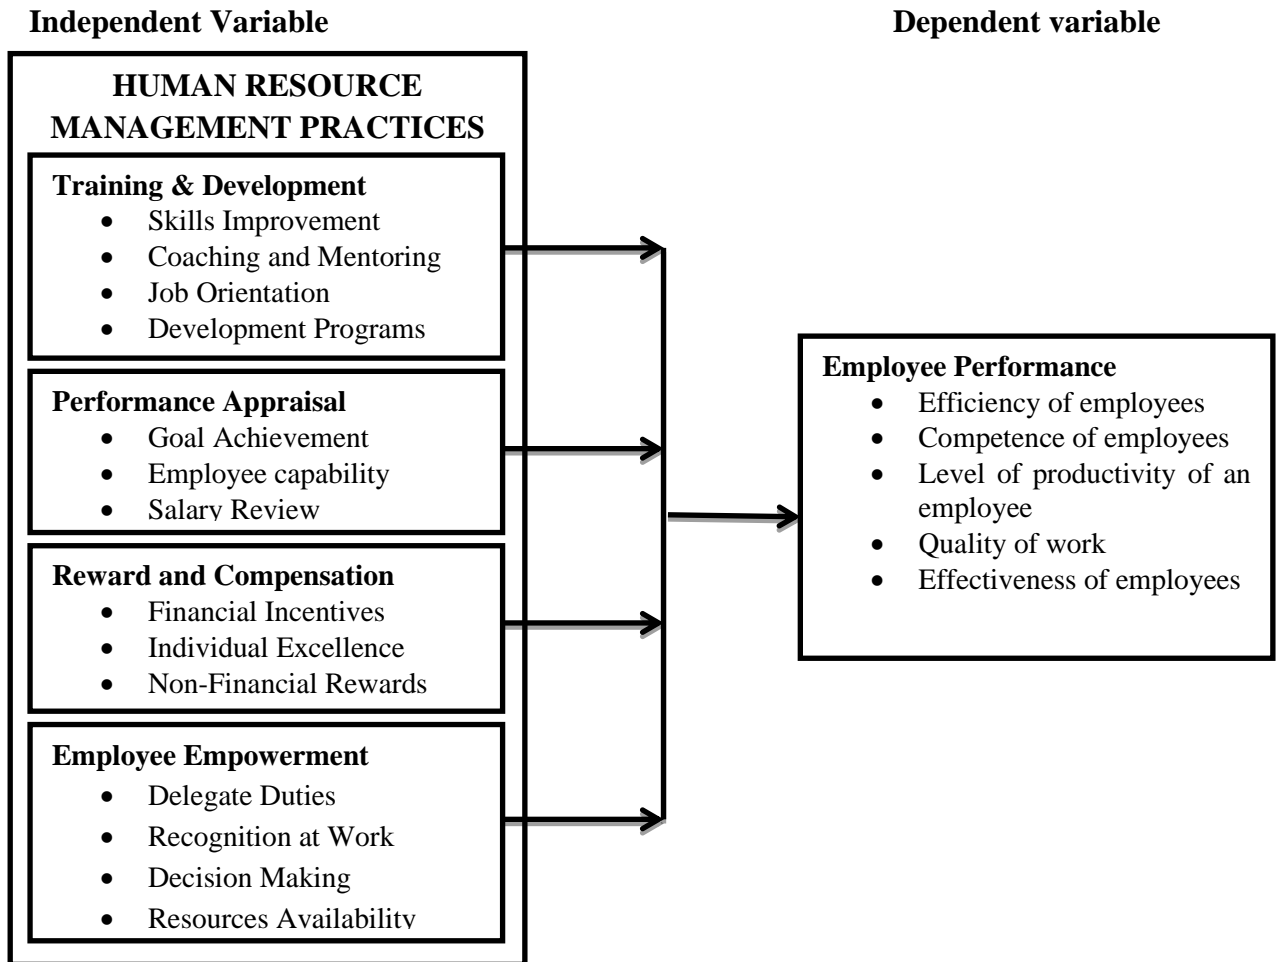 Independent Variable
Dependent variable
HUMAN RESOURCE
MANAGEMENT PRACTICES
Training & Development
• Skills Improvement
• Coaching and Mentoring
• Job Orientation
• Development Programs
Performance Appraisal
• Goal Achievement
• Employee capability
• Salary Review
Reward and Compensation
• Financial Incentives
• Individual Excellence
• Non-Financial Rewards
Employee Empowerment
• Delegate Duties
• Recognition at Work
• Decision Making
• Resources Availability
Employee Performance
• Efficiency of employees
• Competence of employees
• Level of productivity of an
employee
• Quality of work
• Effectiveness of employees